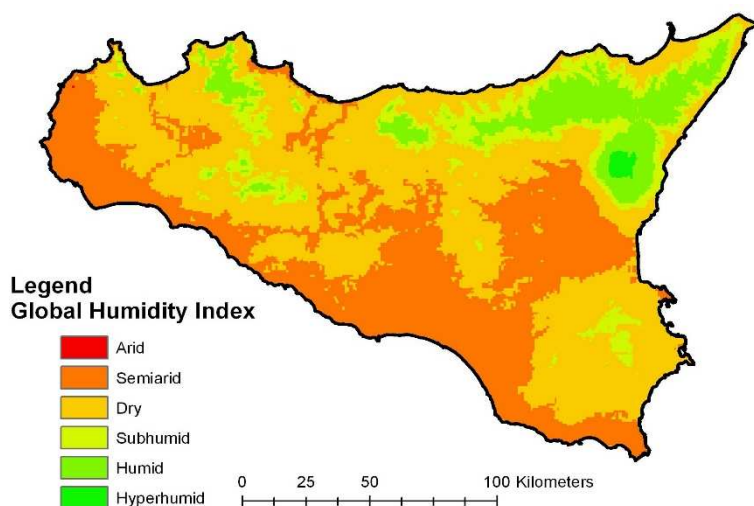 Legend
Global Humidity Index
Arid
Semiarid
Dry
Subhumid
Humid
Hyperhumid
0 25 50 100 Kilometers